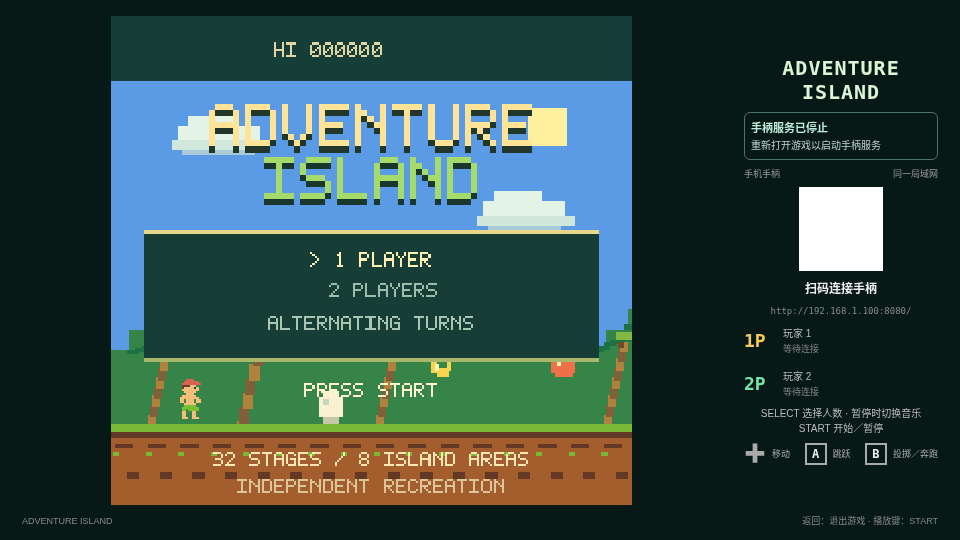 HI 000000
ADVENTURE
ISLAND
> 1 PLAYER
2 PLAYERS
ALTERNATING TURNS
PRESS START
32 STAGES / 8 ISLAND AREAS
INDEPENDENT RECREATION
ADVENTURE
ISLAND
手柄服务已停止
重新打开游戏以启动手柄服务
手机手柄 同一局域网
扫码连接手柄
http://192.168.1.100:8080/
1P 玩家 1
等待连接
2P 玩家 2
等待连接
SELECT 选择人数 · 暂停时切换音乐
START 开始／暂停
移动 A 跳跃 B 投掷／奔跑
ADVENTURE ISLAND
返回：退出游戏 · 播放键：START